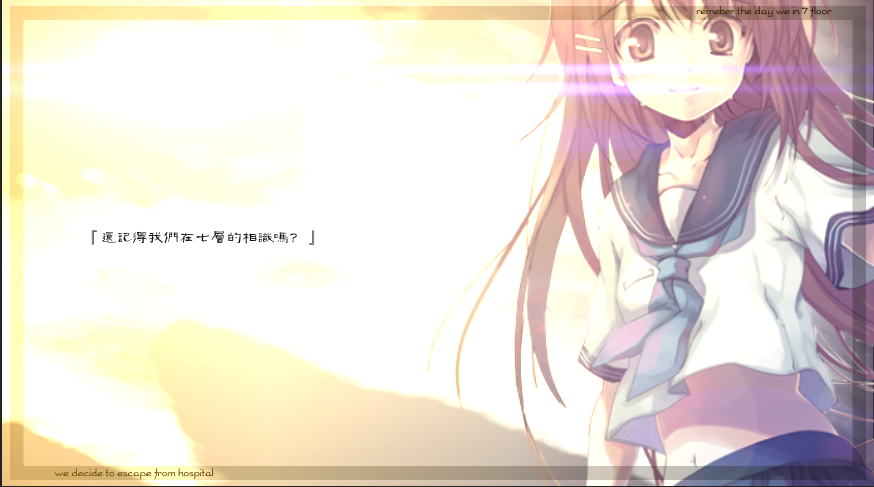 remeber the day we in 7 floor
『還記得我們在七層的相識嗎? 』
we decide to escape from hospital